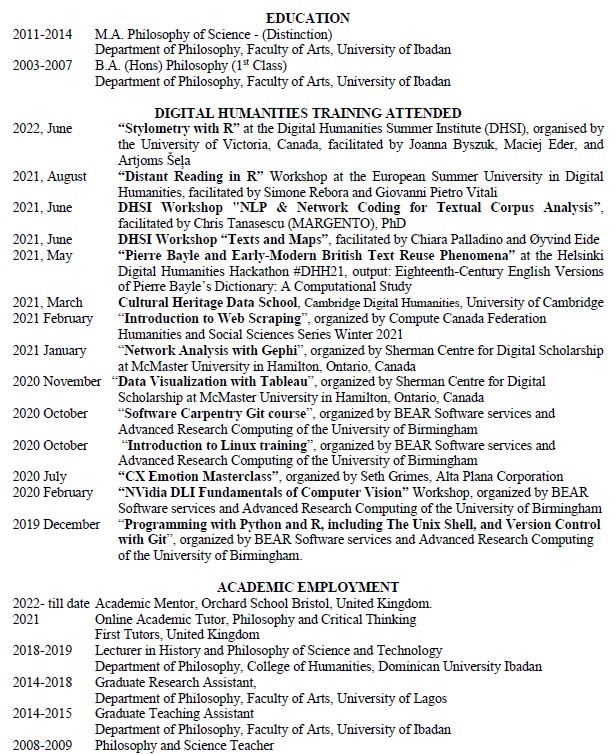 EDUCATION
2011-2014 M.A. Philosophy of Science - (Distinction)
Department of Philosophy, Faculty of Arts, University of Ibadan
2003-2007 B.A. (Hons) Philosophy (1st Class)
Department of Philosophy, Faculty of Arts, University of Ibadan
DIGITAL HUMANITIES TRAINING ATTENDED
2022, June “Stylometry with R” at the Digital Humanities Summer Institute (DHSI), organised by
the University of Victoria, Canada, facilitated by Joanna Byszuk, Maciej Eder, and
Artjoms Šeļa
2021, August “Distant Reading in R” Workshop at the European Summer University in Digital
Humanities, facilitated by Simone Rebora and Giovanni Pietro Vitali
2021, June DHSI Workshop "NLP & Network Coding for Textual Corpus Analysis”,
facilitated by Chris Tanasescu (MARGENTO), PhD
2021, June DHSI Workshop “Texts and Maps”, facilitated by Chiara Palladino and Øyvind Eide
2021, May “Pierre Bayle and Early-Modern British Text Reuse Phenomena” at the Helsinki
Digital Humanities Hackathon #DHH21, output: Eighteenth-Century English Versions
of Pierre Bayle’s Dictionary: A Computational Study
2021, March Cultural Heritage Data School, Cambridge Digital Humanities, University of Cambridge
2021 February “Introduction to Web Scraping”, organized by Compute Canada Federation
Humanities and Social Sciences Series Winter 2021
2021 January “Network Analysis with Gephi”, organized by Sherman Centre for Digital Scholarship
at McMaster University in Hamilton, Ontario, Canada
2020 November “Data Visualization with Tableau”, organized by Sherman Centre for Digital
Scholarship at McMaster University in Hamilton, Ontario, Canada
2020 October “Software Carpentry Git course”, organized by BEAR Software services and
Advanced Research Computing of the University of Birmingham
2020 October “Introduction to Linux training”, organized by BEAR Software services and
Advanced Research Computing of the University of Birmingham
2020 July “CX Emotion Masterclass”, organized by Seth Grimes, Alta Plana Corporation
2020 February “NVidia DLI Fundamentals of Computer Vision” Workshop, organized by BEAR
Software services and Advanced Research Computing of the University of Birmingham
2019 December “Programming with Python and R, including The Unix Shell, and Version Control
with Git”, organized by BEAR Software services and Advanced Research Computing
of the University of Birmingham.
ACADEMIC EMPLOYMENT
2022- till date Academic Mentor, Orchard School Bristol, United Kingdom.
2021 Online Academic Tutor, Philosophy and Critical Thinking
First Tutors, United Kingdom
2018-2019 Lecturer in History and Philosophy of Science and Technology
Department of Philosophy, College of Humanities, Dominican University Ibadan
2014-2018 Graduate Research Assistant,
Department of Philosophy, Faculty of Arts, University of Lagos
2014-2015 Graduate Teaching Assistant
Department of Philosophy, Faculty of Arts, University of Ibadan
2008-2009 Philosophy and Science Teacher